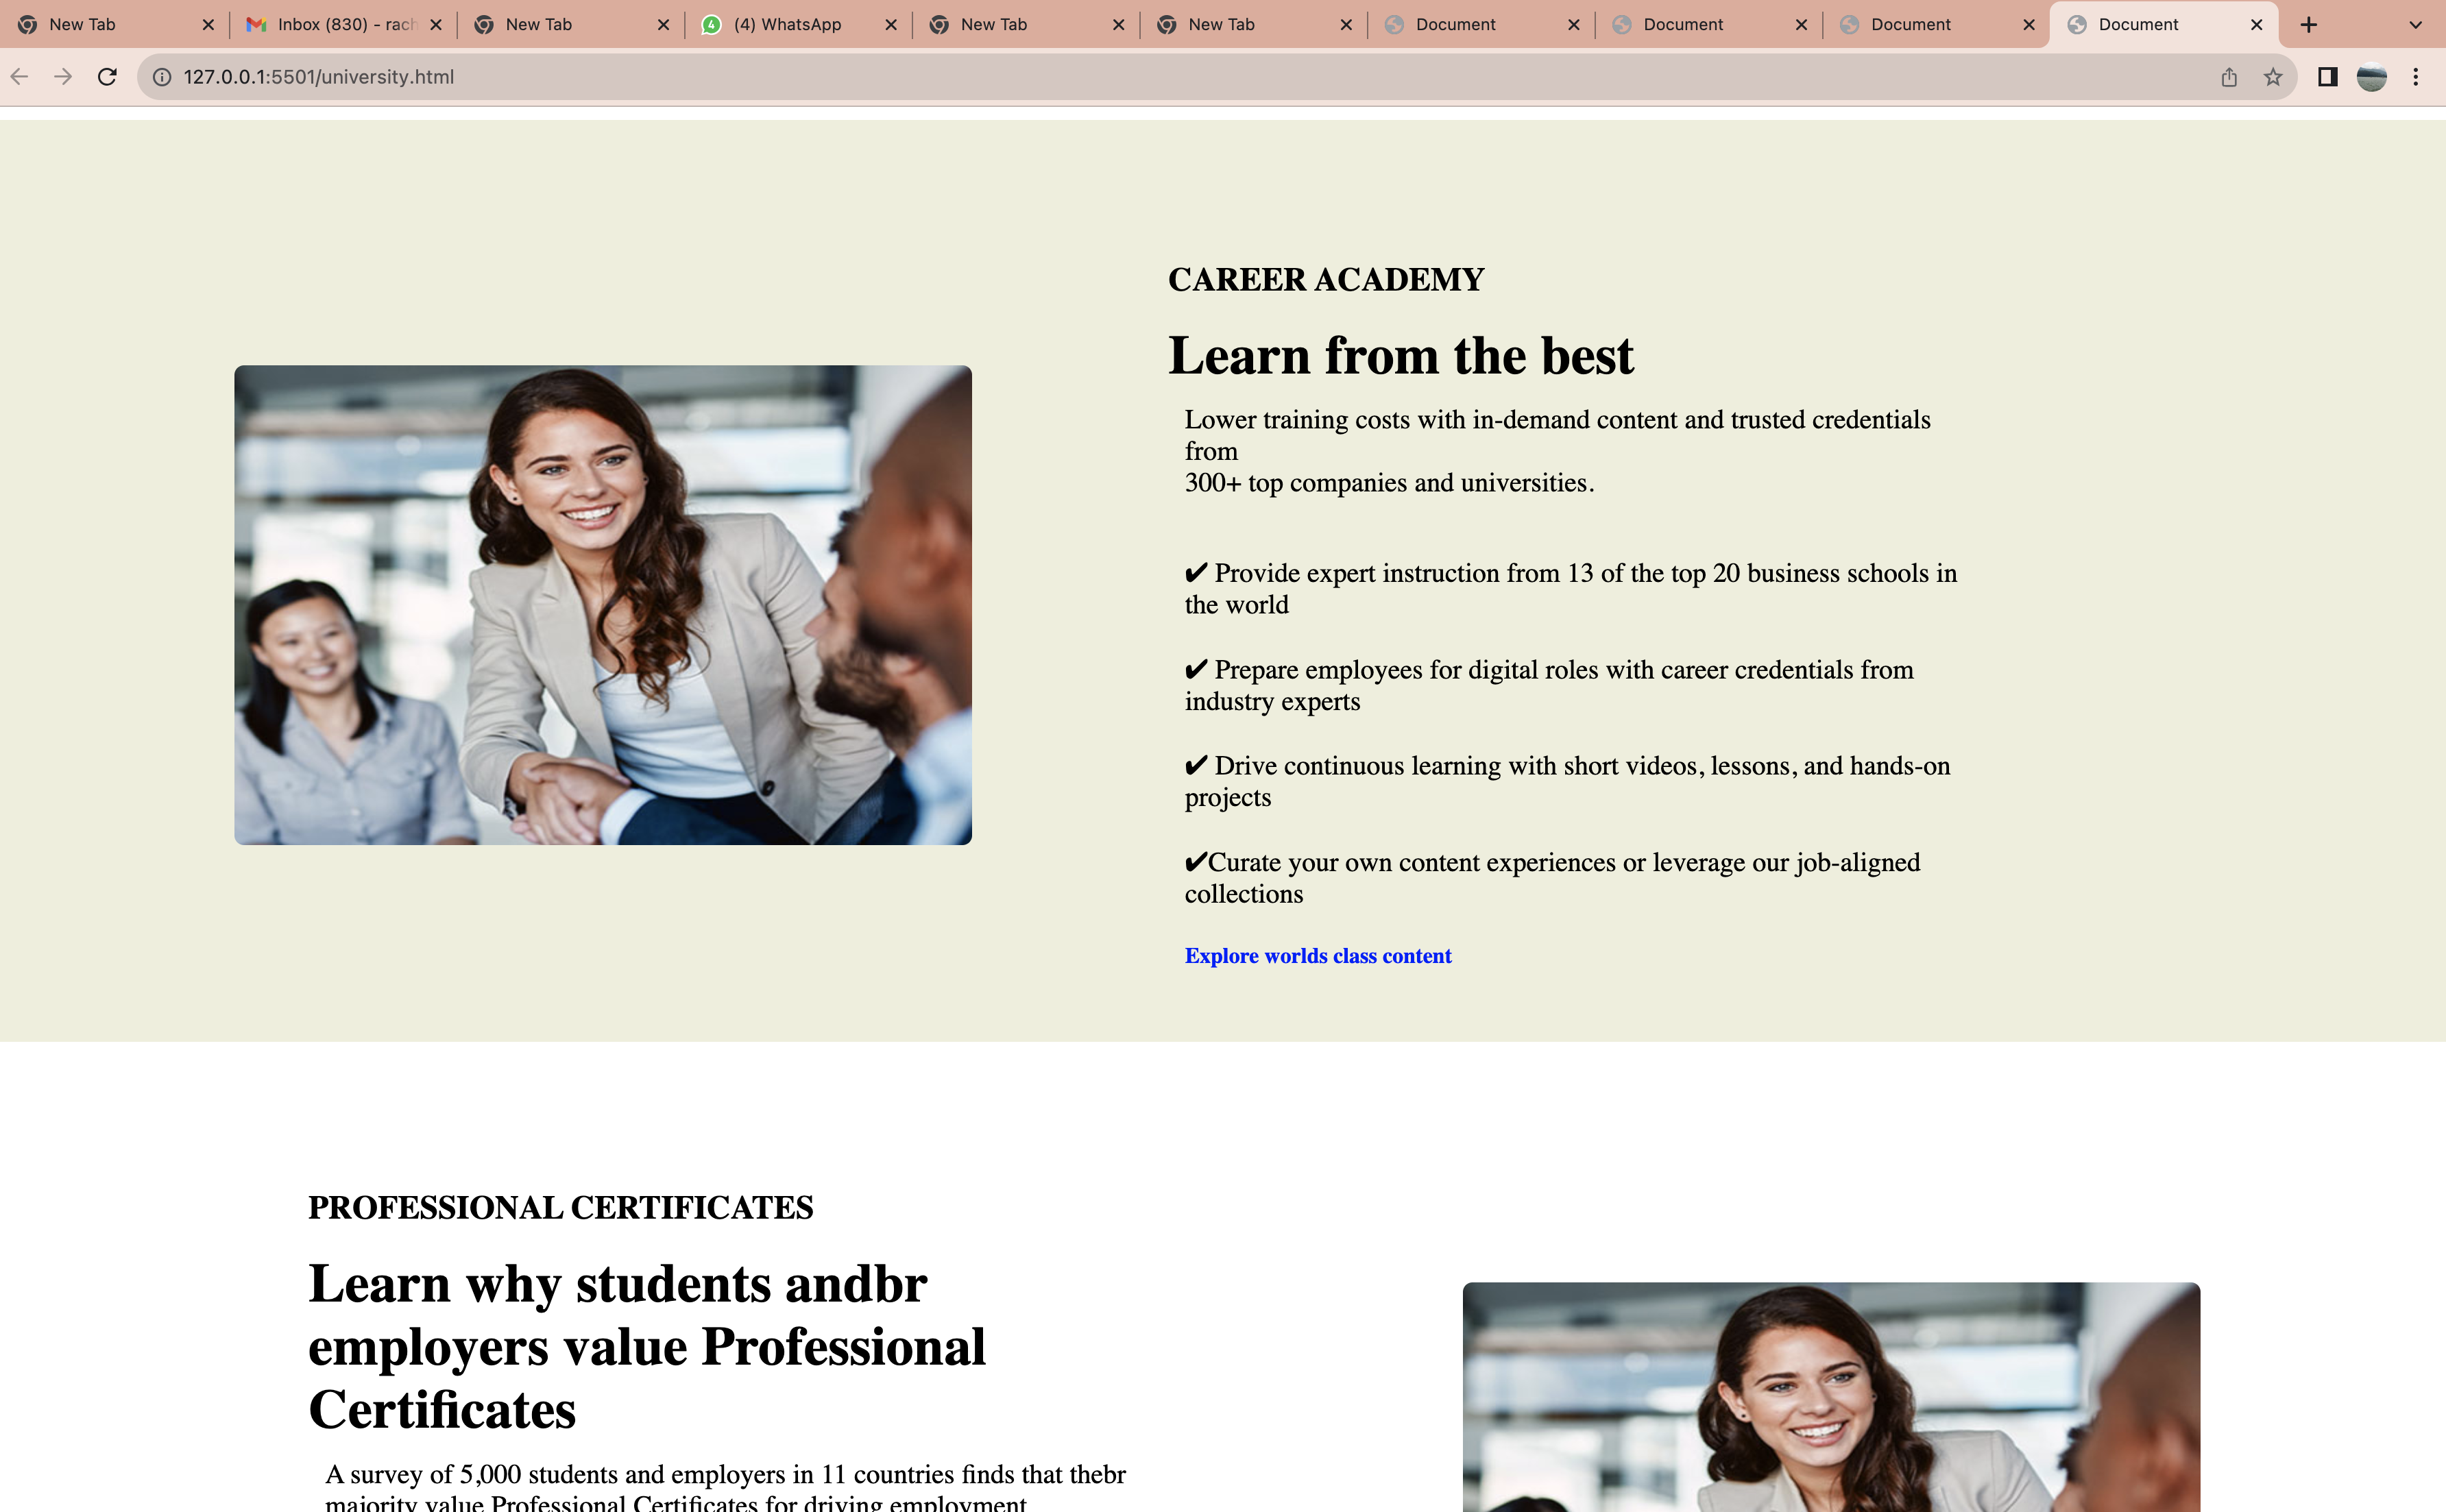 New Tab
Inbox (830) - rach
New Tab
(4) WhatsApp
New Tab
New Tab
Document
Document
Document
Document
127.0.0.1:5501/university.html
CAREER ACADEMY
Learn from the best
Lower training costs with in-demand content and trusted credentials
from
300+ top companies and universities.
✔ Provide expert instruction from 13 of the top 20 business schools in
the world
✔ Prepare employees for digital roles with career credentials from
industry experts
✔ Drive continuous learning with short videos, lessons, and hands-on
projects
✔Curate your own content experiences or leverage our job-aligned
collections
Explore worlds class content
PROFESSIONAL CERTIFICATES
Learn why students andbr
employers value Professional
Certificates
A survey of 5,000 students and employers in 11 countries finds that thebr
majority value Professional Certificates for driving employment